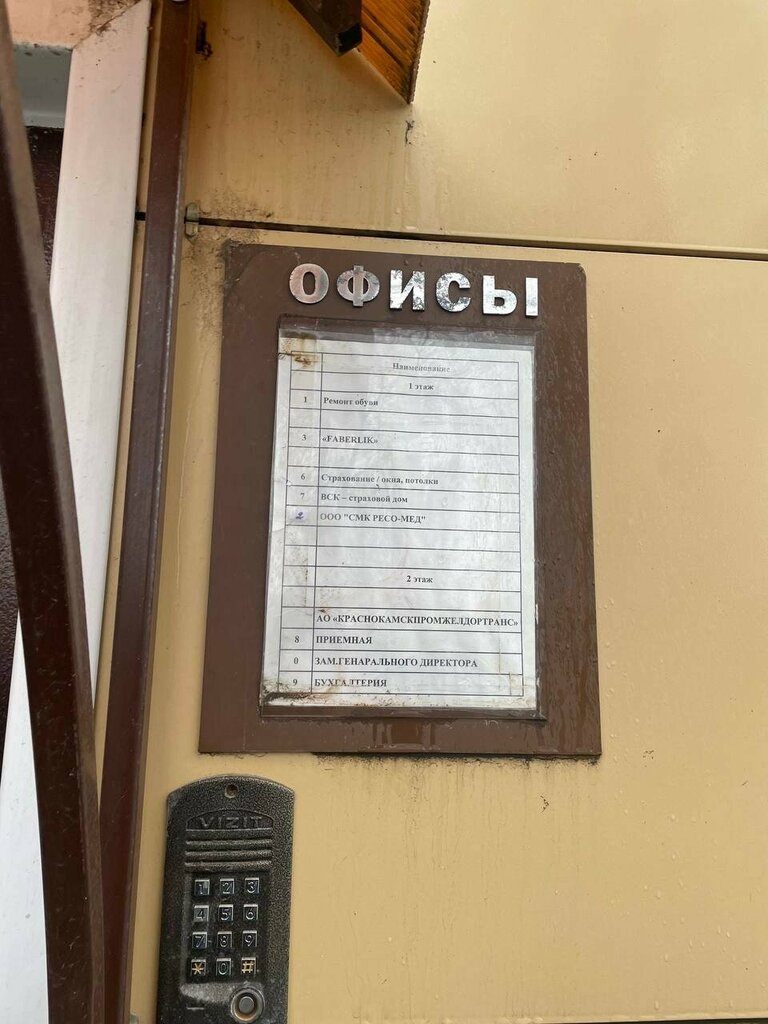 ОФИСЫ
Наименование
1 этаж
1 Ремонт обуви
3 «FABERLIK»
6 Страхование / окна, потолки
7 ВСК – страховой дом
2 ООО "СМК РЕСО-МЕД"
2 этаж
АО «КРАСНОКАМСКПРОМЖЕЛДОРТРАНС»
8 ПРИЕМНАЯ
0 ЗАМ.ГЕНАРАЛЬНОГО ДИРЕКТОРА
9 БУХГАЛТЕРИЯ
VIZIT
1 2 3
4 5 6
7 8 9
* 0 #